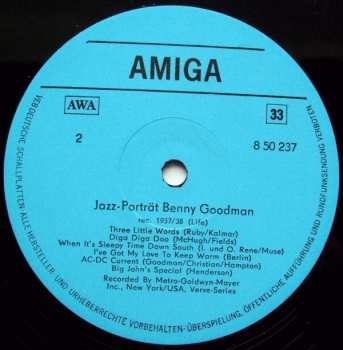 AMIGA
AWA
33
2
8 50 237
Jazz-Porträt Benny Goodman
rec. 1937/38 (Life)
Three Little Words (Ruby/Kalmar)
Diga Diga Doo (McHugh/Fields)
When It's Sleepy Time Down South (l. und O. Rene/Muse)
I've Got My Love To Keep Warm (Berlin)
AC-DC Current (Goodman/Christian/Hampton)
Big John's Special (Henderson)
Recorded By Metro-Goldwyn-Mayer
Inc., New York/USA, Verve-Series
VEB DEUTSCHE SCHALLPLATTEN · ALLE HERSTELLER- UND URHEBERRECHTE VORBEHALTEN · ÜBERSPIELUNG, ÖFFENTLICHE AUFFÜHRUNG UND RUNDFUNKSENDUNG VERBOTEN